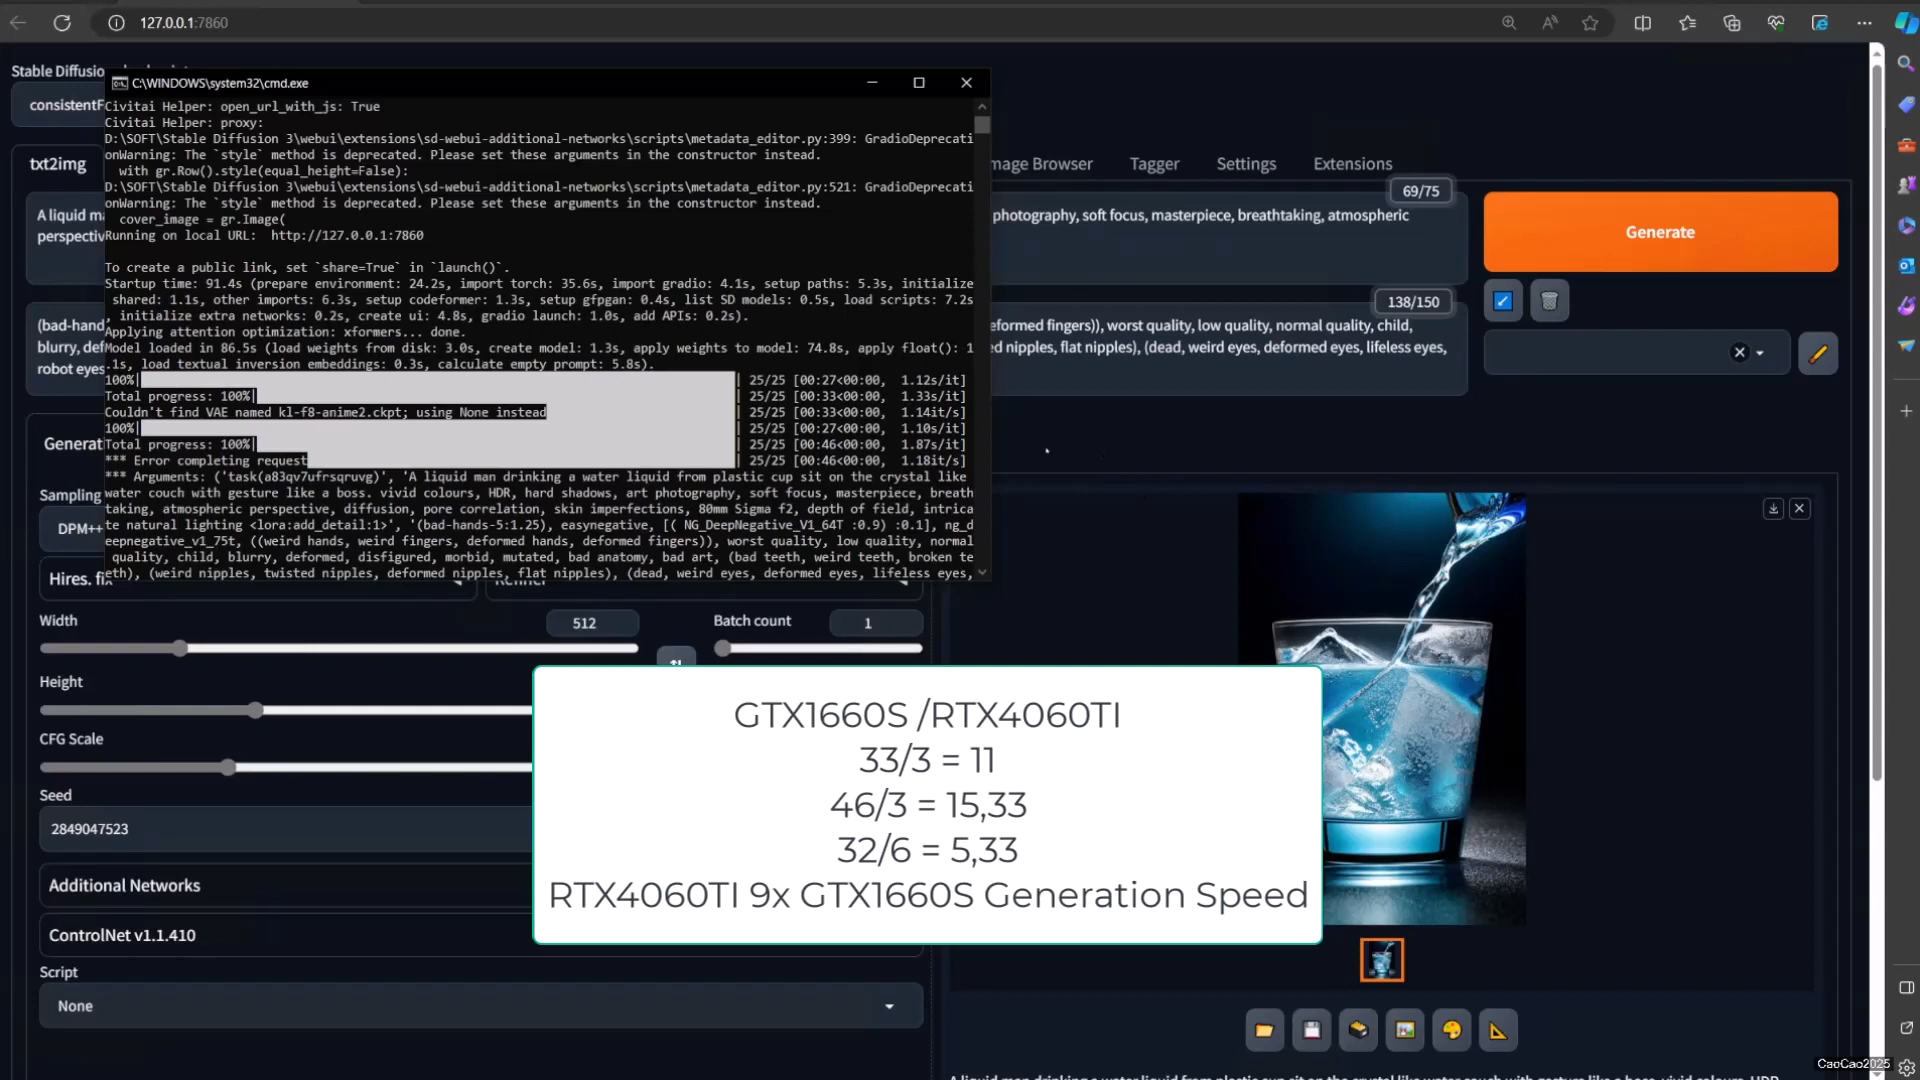 127.0.0.1:7860
Stable Diffusion
C:\WINDOWS\system32\cmd.exe
consistentF
Civitai Helper: open_url_with_js: True
Civitai Helper: proxy:
D:\SOFT\Stable Diffusion 3\webui\extensions\sd-webui-additional-networks\scripts\metadata_editor.py:399: GradioDeprecati
onWarning: The `style` method is deprecated. Please set these arguments in the constructor instead.
with gr.Row().style(equal_height=False):
D:\SOFT\Stable Diffusion 3\webui\extensions\sd-webui-additional-networks\scripts\metadata_editor.py:521: GradioDeprecati
onWarning: The `style` method is deprecated. Please set these arguments in the constructor instead.
cover_image = gr.Image(
Running on local URL:  http://127.0.0.1:7860
To create a public link, set `share=True` in `launch()`.
Startup time: 91.4s (prepare environment: 24.2s, import torch: 35.6s, import gradio: 4.1s, setup paths: 5.3s, initialize
shared: 1.1s, other imports: 6.3s, setup codeformer: 1.3s, setup gfpgan: 0.4s, list SD models: 0.5s, load scripts: 7.2s
initialize extra networks: 0.2s, create ui: 4.8s, gradio launch: 1.0s, add APIs: 0.2s).
Applying attention optimization: xformers... done.
Model loaded in 86.5s (load weights from disk: 3.0s, create model: 1.3s, apply weights to model: 74.8s, apply float(): 1
.1s, load textual inversion embeddings: 0.3s, calculate empty prompt: 5.8s).
100%| | 25/25 [00:27<00:00,  1.12s/it]
Total progress: 100%| | 25/25 [00:33<00:00,  1.33s/it]
Couldn't find VAE named kl-f8-anime2.ckpt; using None instead | 25/25 [00:33<00:00,  1.14it/s]
100%| | 25/25 [00:27<00:00,  1.10s/it]
Total progress: 100%| | 25/25 [00:46<00:00,  1.87s/it]
*** Error completing request | 25/25 [00:46<00:00,  1.18it/s]
*** Arguments: ('task(a83qv7ufrsqruvg)', 'A liquid man drinking a water liquid from plastic cup sit on the crystal like
water couch with gesture like a boss. vivid colours, HDR, hard shadows, art photography, soft focus, masterpiece, breath
taking, atmospheric perspective, diffusion, pore correlation, skin imperfections, 80mm Sigma f2, depth of field, intrica
te natural lighting <lora:add_detail:1>', '(bad-hands-5:1.25), easynegative, [( NG_DeepNegative_V1_64T :0.9) :0.1], ng_d
eepnegative_v1_75t, ((weird hands, weird fingers, deformed hands, deformed fingers)), worst quality, low quality, normal
quality, child, blurry, deformed, disfigured, morbid, mutated, bad anatomy, bad art, (bad teeth, weird teeth, broken te
eth), (weird nipples, twisted nipples, deformed nipples, flat nipples), (dead, weird eyes, deformed eyes, lifeless eyes,
txt2img
mage Browser
Tagger
Settings
Extensions
69/75
A liquid ma
perspectiv
photography, soft focus, masterpiece, breathtaking, atmospheric
Generate
138/150
(bad-hand
blurry, def
robot eyes
eformed fingers)), worst quality, low quality, normal quality, child,
ed nipples, flat nipples), (dead, weird eyes, deformed eyes, lifeless eyes,
Generat
Sampling
DPM++
Hires. fix
Refiner
Width
512
Batch count
1
Height
CFG Scale
Seed
2849047523
Additional Networks
ControlNet v1.1.410
Script
None
GTX1660S /RTX4060TI
33/3 = 11
46/3 = 15,33
32/6 = 5,33
RTX4060TI 9x GTX1660S Generation Speed
CaoCao2025